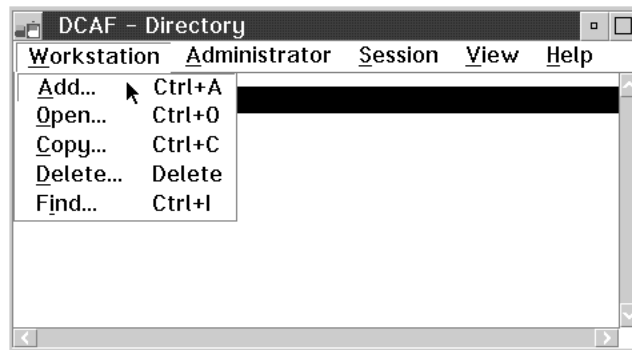 DCAF - Directory
Workstation Administrator Session View Help
Add... Ctrl+A
Open... Ctrl+O
Copy... Ctrl+C
Delete... Delete
Find... Ctrl+I